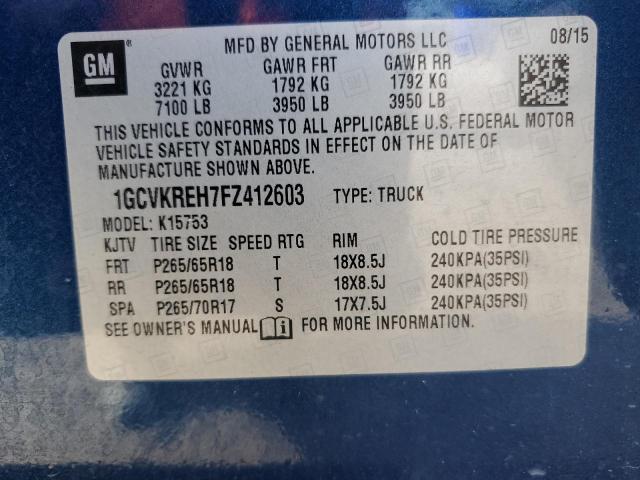 GM
MFD BY GENERAL MOTORS LLC 08/15
GVWR GAWR FRT GAWR RR
3221 KG 1792 KG 1792 KG
7100 LB 3950 LB 3950 LB
THIS VEHICLE CONFORMS TO ALL APPLICABLE U.S. FEDERAL MOTOR
VEHICLE SAFETY STANDARDS IN EFFECT ON THE DATE OF
MANUFACTURE SHOWN ABOVE.
1GCVKREH7FZ412603 TYPE: TRUCK
MODEL: K15753
KJTV TIRE SIZE SPEED RTG RIM COLD TIRE PRESSURE
FRT P265/65R18 T 18X8.5J 240KPA(35PSI)
RR P265/65R18 T 18X8.5J 240KPA(35PSI)
SPA P265/70R17 S 17X7.5J 240KPA(35PSI)
SEE OWNER'S MANUAL FOR MORE INFORMATION.